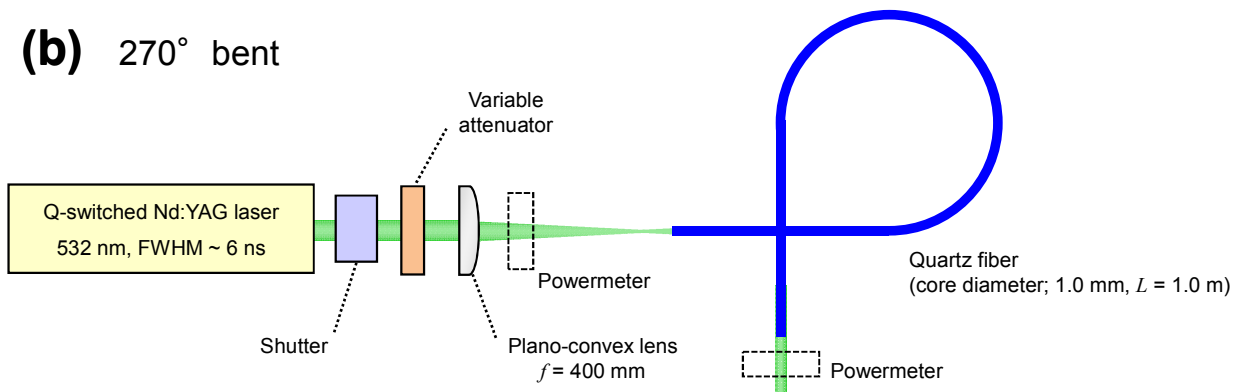 (b) 270° bent
Variable
attenuator
Q-switched Nd:YAG laser
532 nm, FWHM ~ 6 ns
Powermeter
Quartz fiber
(core diameter; 1.0 mm, L = 1.0 m)
Shutter
Plano-convex lens
f = 400 mm
Powermeter